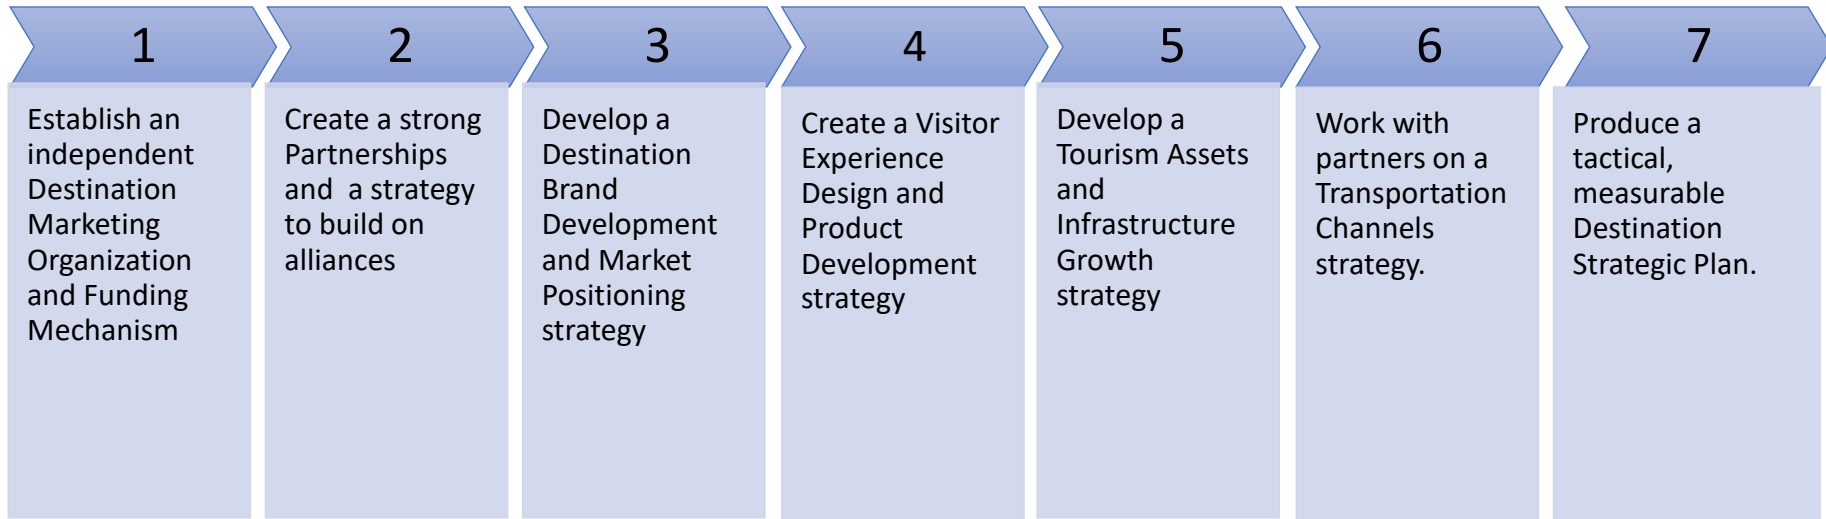 1
Establish an
independent
Destination
Marketing
Organization
and Funding
Mechanism
2
Create a strong
Partnerships
and  a strategy
to build on
alliances
3
Develop a
Destination
Brand
Development
and Market
Positioning
strategy
4
Create a Visitor
Experience
Design and
Product
Development
strategy
5
Develop a
Tourism Assets
and
Infrastructure
Growth
strategy
6
Work with
partners on a
Transportation
Channels
strategy.
7
Produce a
tactical,
measurable
Destination
Strategic Plan.